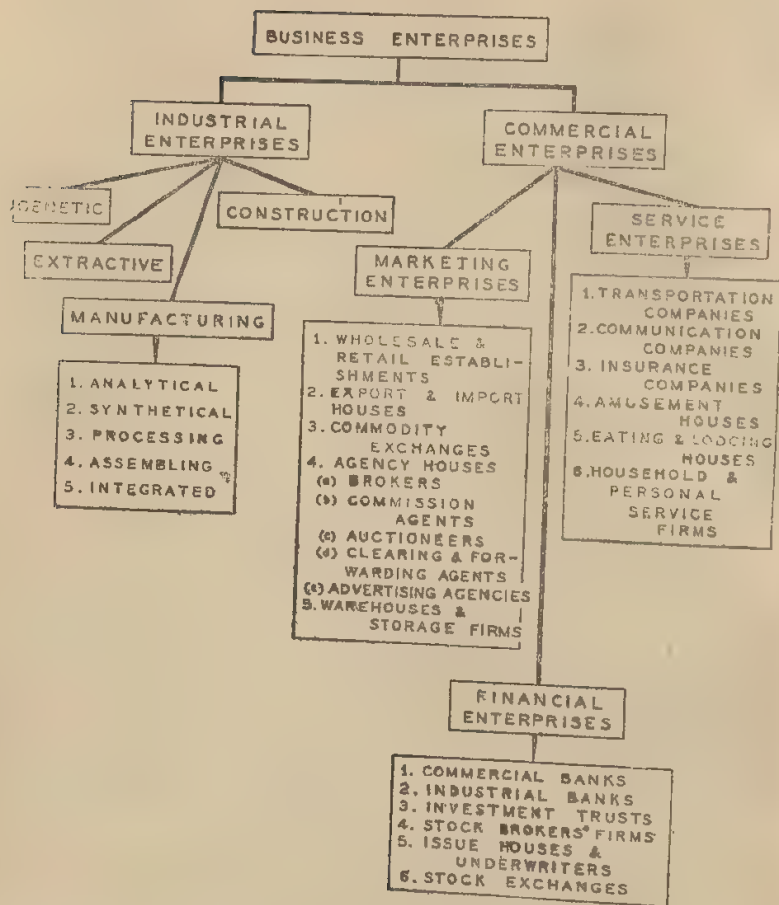 BUSINESS ENTERPRISES
INDUSTRIAL
ENTERPRISES
COMMERCIAL
ENTERPRISES
CONSTRUCTION
EXTRACTIVE
MANUFACTURING
1. ANALYTICAL
2. SYNTHETICAL
3. PROCESSING
4. ASSEMBLING
5. INTEGRATED
MARKETING
ENTERPRISES
1. WHOLESALE &
RETAIL ESTABLI-
SHMENTS
2. EXPORT & IMPORT
HOUSES
3. COMMODITY
EXCHANGES
4. AGENCY HOUSES
(a) BROKERS
(b) COMMISSION
AGENTS
(c) AUCTIONEERS
(d) CLEARING & FOR-
WARDING AGENTS
(e) ADVERTISING AGENCIES
5. WAREHOUSES &
STORAGE FIRMS
SERVICE
ENTERPRISES
1. TRANSPORTATION
COMPANIES
2. COMMUNICATION
COMPANIES
3. INSURANCE
COMPANIES
4. AMUSEMENT
HOUSES
5. EATING & LODGING
HOUSES
6. HOUSEHOLD &
PERSONAL
SERVICE
FIRMS
FINANCIAL
ENTERPRISES
1. COMMERCIAL BANKS
2. INDUSTRIAL BANKS
3. INVESTMENT TRUSTS
4. STOCK BROKERS' FIRMS
5. ISSUE HOUSES &
UNDERWRITERS
6. STOCK EXCHANGES